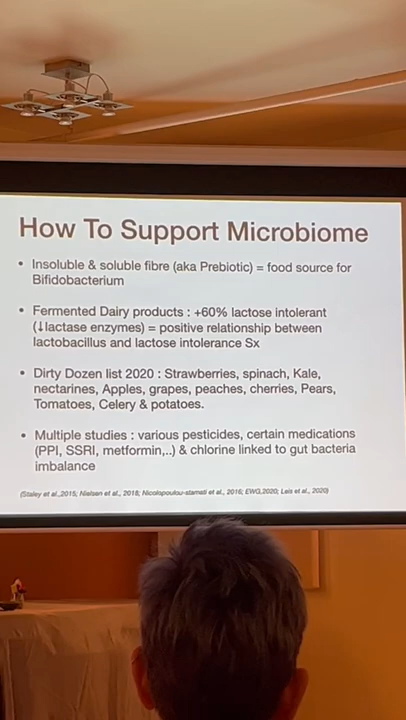 How To Support Microbiome
• Insoluble & soluble fibre (aka Prebiotic) = food source for
Bifidobacterium
• Fermented Dairy products : +60% lactose intolerant
(↓lactase enzymes) = positive relationship between
lactobacillus and lactose intolerance Sx
• Dirty Dozen list 2020 : Strawberries, spinach, Kale,
nectarines, Apples, grapes, peaches, cherries, Pears,
Tomatoes, Celery & potatoes.
• Multiple studies : various pesticides, certain medications
(PPI, SSRI, metformin,..) & chlorine linked to gut bacteria
imbalance
(Staley et al.,2015; Nielsen et al., 2018; Nicolopoulou-stamati et al., 2016; EWG,2020; et al., 2020)